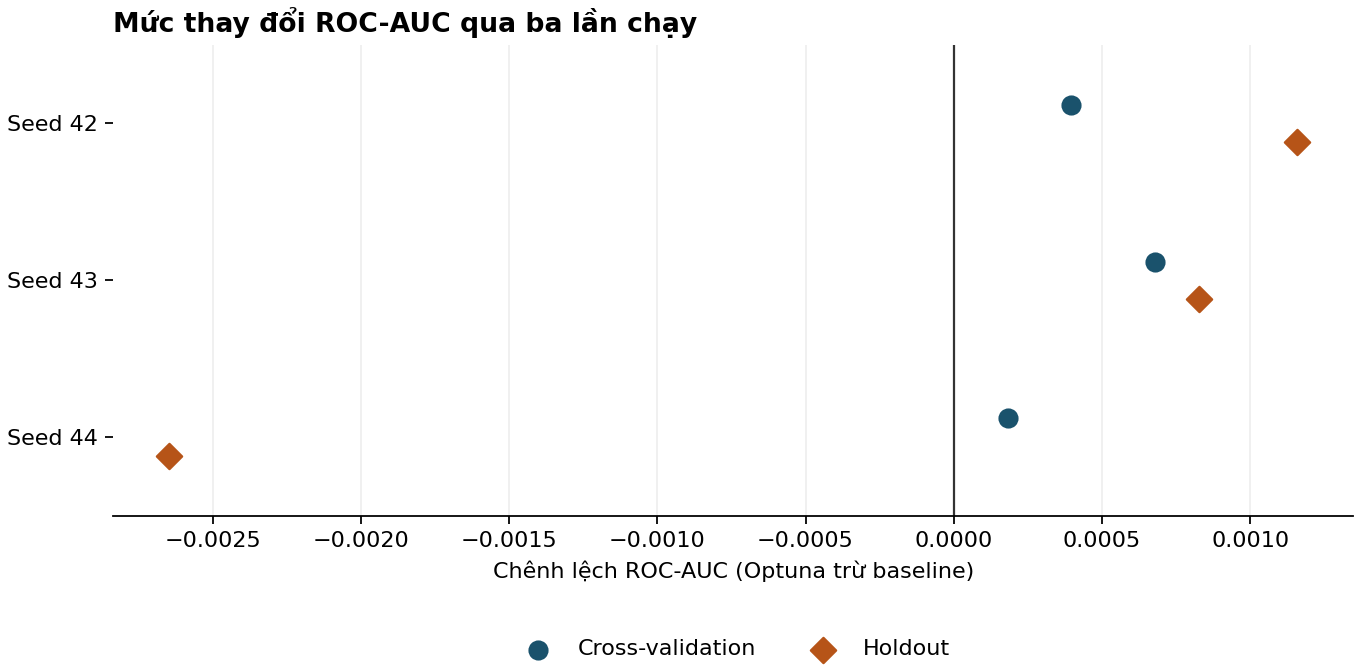 Mức thay đổi ROC-AUC qua ba lần chạy
Seed 42
Seed 43
Seed 44
−0.0025 −0.0020 −0.0015 −0.0010 −0.0005 0.0000 0.0005 0.0010
Chênh lệch ROC-AUC (Optuna trừ baseline)
Cross-validation Holdout